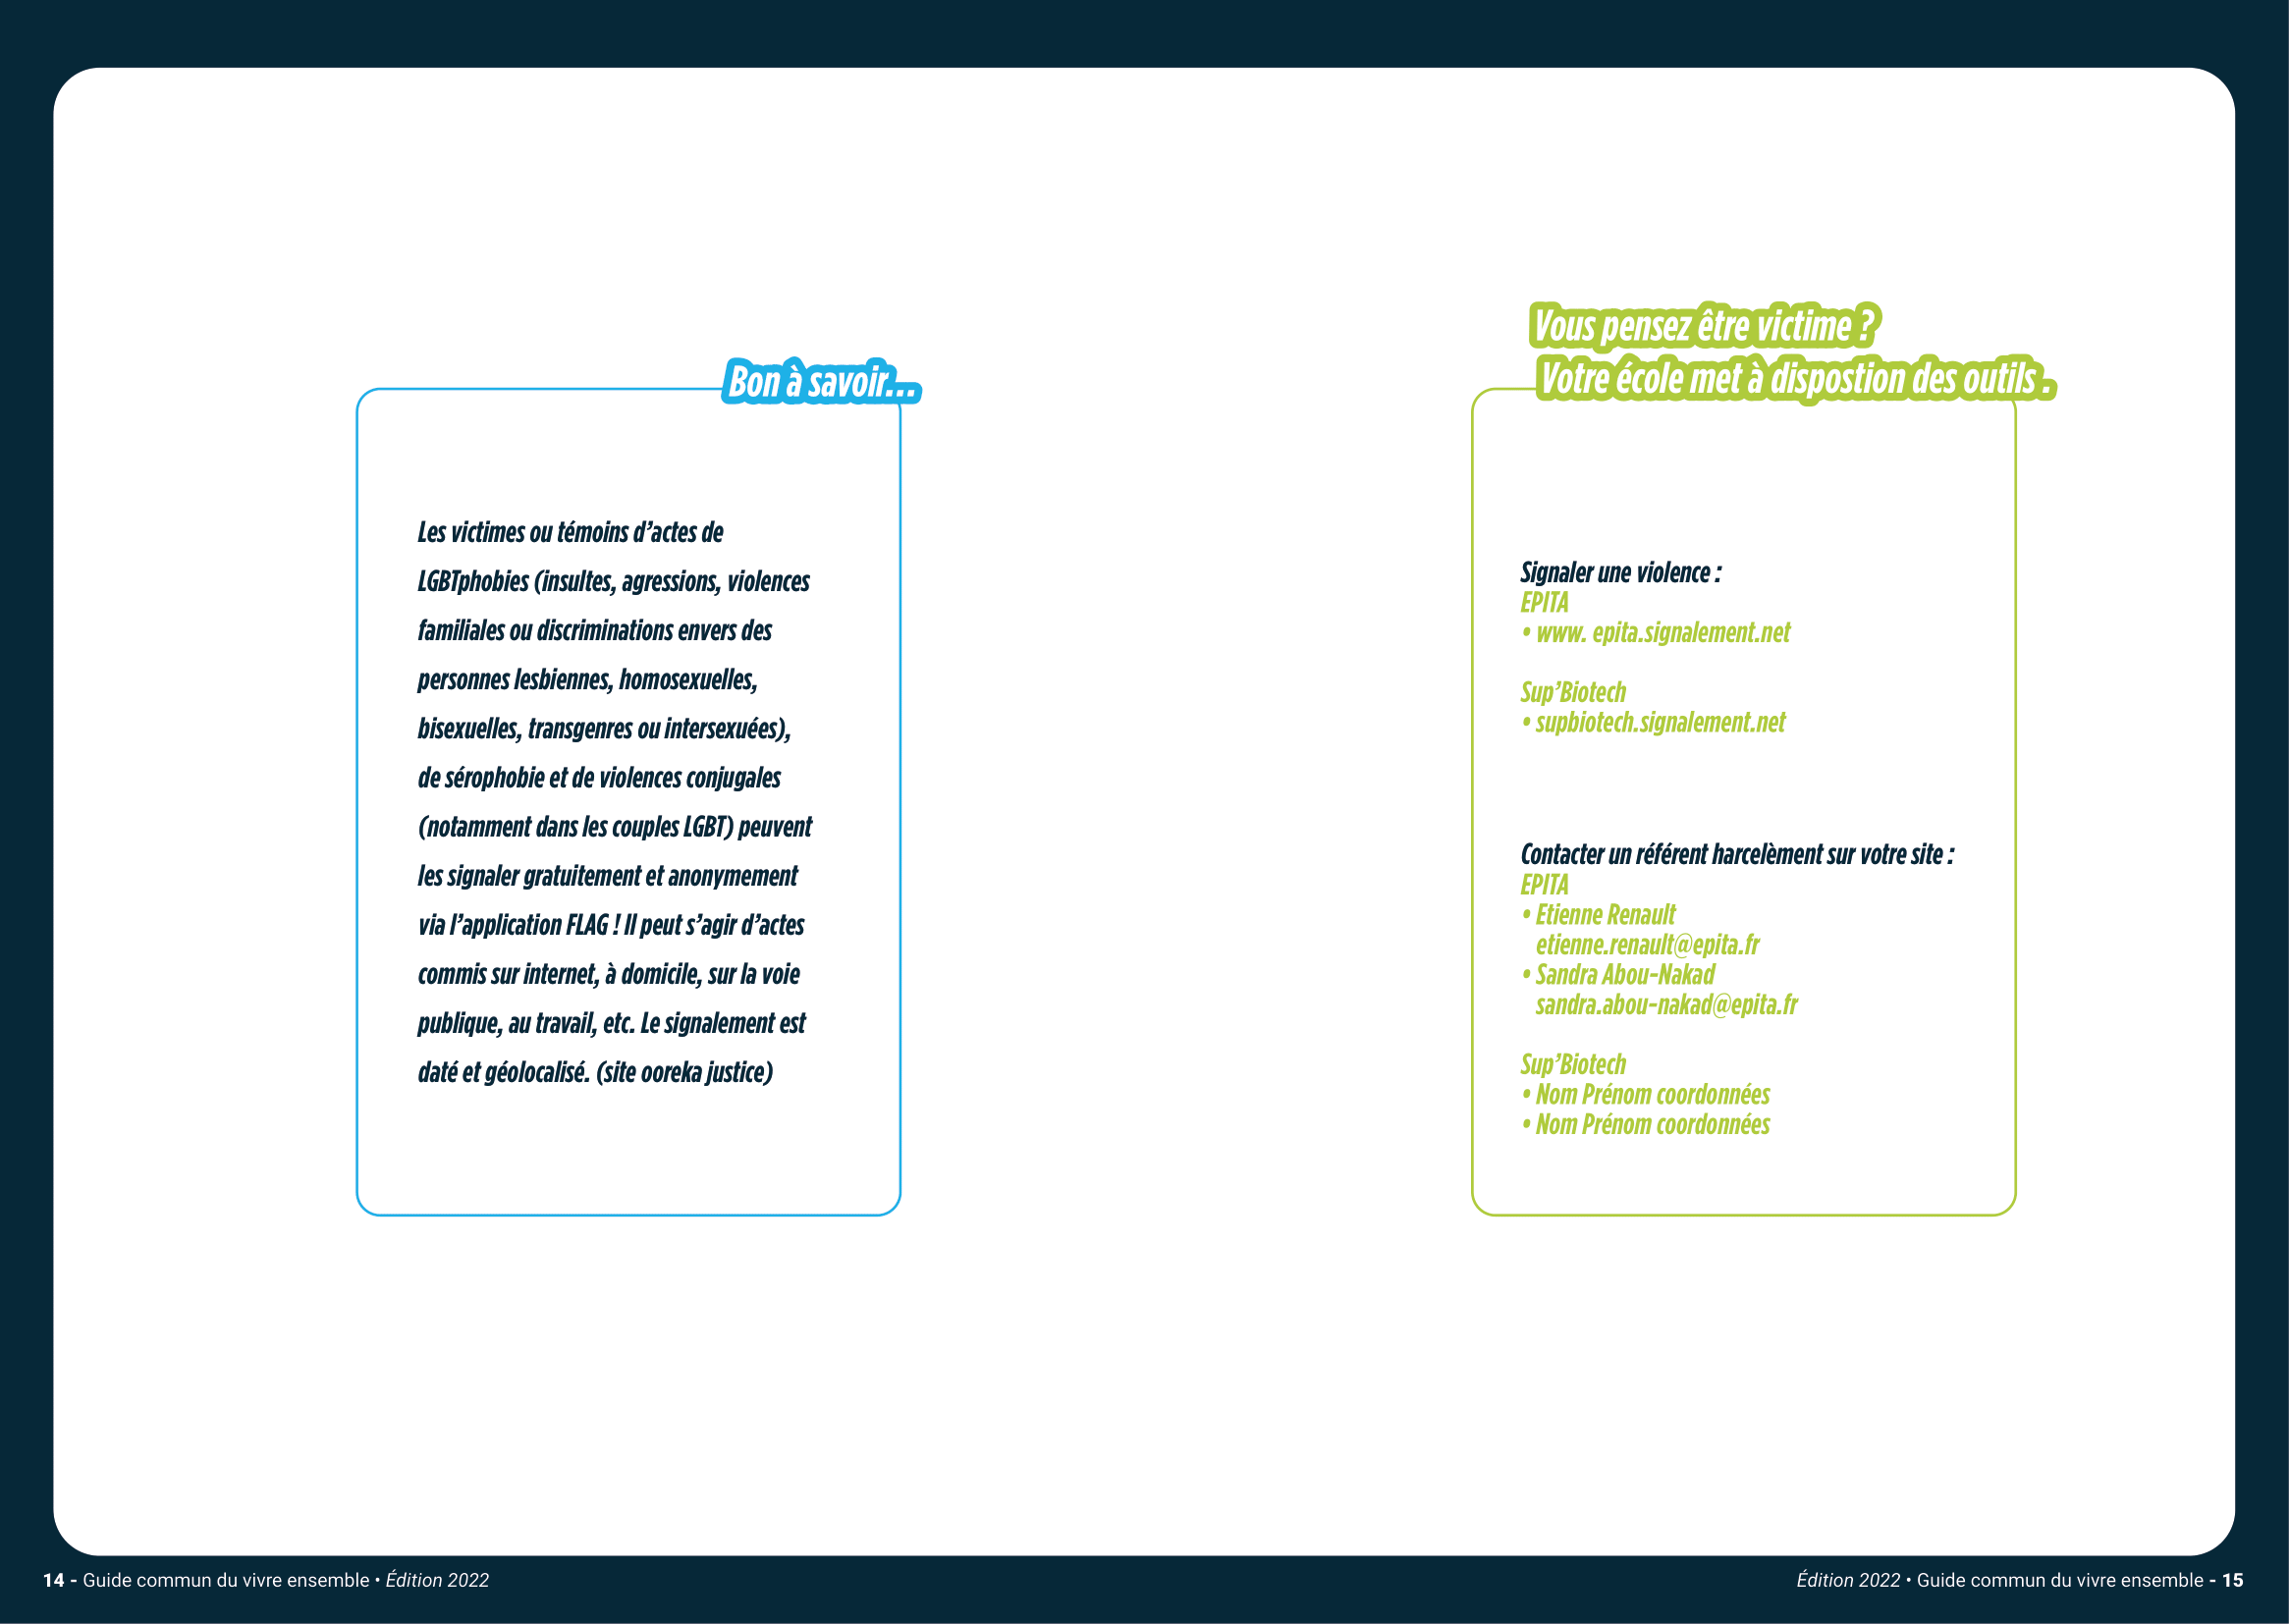 Bon à savoir...
Les victimes ou témoins d’actes de
LGBTphobies (insultes, agressions, violences
familiales ou discriminations envers des
personnes lesbiennes, homosexuelles,
bisexuelles, transgenres ou intersexuées),
de sérophobie et de violences conjugales
(notamment dans les couples LGBT) peuvent
les signaler gratuitement et anonymement
via l’application FLAG ! Il peut s’agir d’actes
commis sur internet, à domicile, sur la voie
publique, au travail, etc. Le signalement est
daté et géolocalisé. (site ooreka justice)
14 - Guide commun du vivre ensemble • Édition 2022
Vous pensez être victime ?
Votre école met à dispostion des outils .
Signaler une violence :
EPITA
• www. epita.signalement.net
Sup’Biotech
• supbiotech.signalement.net
Contacter un référent harcelèment sur votre site :
EPITA
• Etienne Renault
etienne.renault@epita.fr
• Sandra Abou-Nakad
sandra.abou-nakad@epita.fr
Sup’Biotech
• Nom Prénom coordonnées
• Nom Prénom coordonnées
Édition 2022 • Guide commun du vivre ensemble - 15